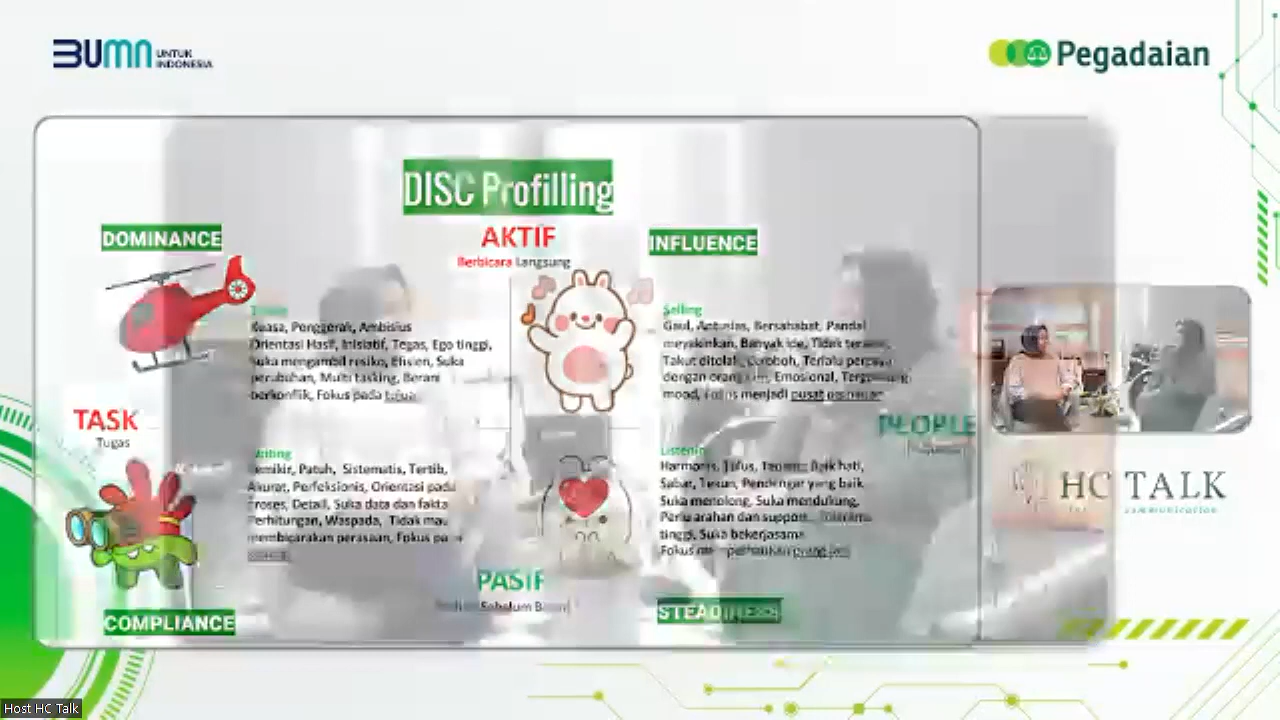 BUMN UNTUK
INDONESIA
Pegadaian
DISC Profilling
DOMINANCE
AKTIF
Berbicara Langsung
INFLUENCE
Kuasa, Penggerak, Ambisius
Orientasi Hasil, Inisiatif, Tegas, Ego tinggi,
Suka mengambil resiko, Efisien, Suka
perubahan, Multi tasking, Berani
berkonflik, Fokus pada
Selling
Gaul, Antusias, Bersahabat, Pandai
meyakinkan, Banyak ide, Tidak
Takut ditolak, Ceroboh, Terlalu percaya
dengan orang Emosional, Tergantung
mood, Fokus menjadi pusat perhatian
TASK
Tugas
PEOPLE
Writing
Pemikir, Patuh, Sistematis, Tertib,
Akurat, Perfeksionis, Orientasi pada
Proses, Detail, Suka data dan fakta
Perhitungan, Waspada, Tidak mau
membicarakan perasaan, Fokus
Listening
Harmonis, Tulus, Baik hati,
Sabar, Tekun, Pendengar yang baik
Suka menolong, Suka mendukung,
Perlu arahan dan support, Toleransi
tinggi, Suka bekerjasama
Fokus
PASIF
Sebelum
COMPLIANCE
STEADINESS
HC TALK
communication
Host HC Talk